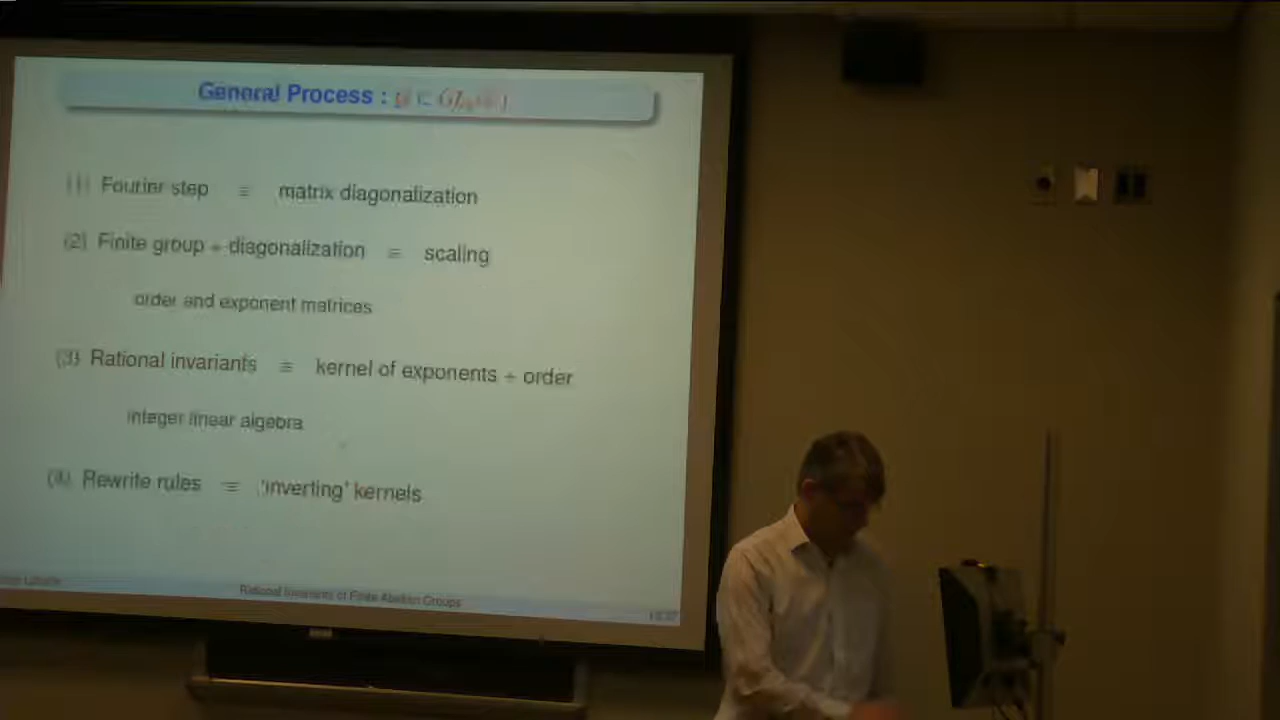 General Process :
(1) Fourier step ≡ matrix diagonalization
(2) Finite group + diagonalization ≡ scaling
order and exponent matrices
(3) Rational invariants ≡ kernel of exponents + order
integer linear algebra
(4) Rewrite rules ≡ 'inverting' kernels
Rational Invariants of Finite Abelian Groups